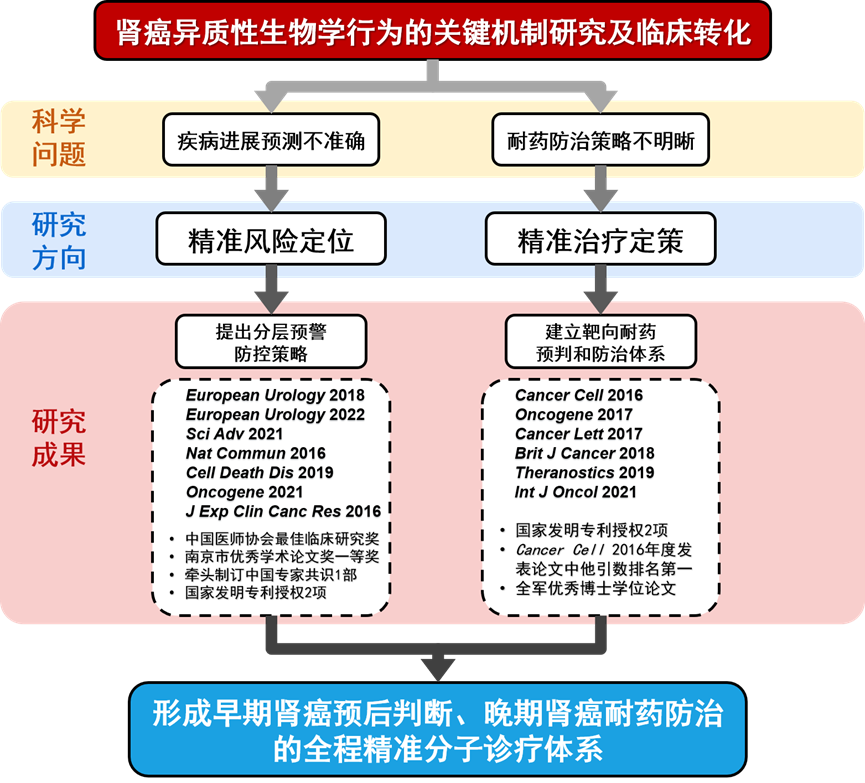 肾癌异质性生物学行为的关键机制研究及临床转化
科学
问题
疾病进展预测不准确
耐药防治策略不明晰
研究
方向
精准风险定位
精准治疗定策
研究
成果
提出分层预警
防控策略
European Urology 2018
European Urology 2022
Sci Adv 2021
Nat Commun 2016
Cell Death Dis 2019
Oncogene 2021
J Exp Clin Canc Res 2016
• 中国医师协会最佳临床研究奖
• 南京市优秀学术论文奖一等奖
• 牵头制订中国专家共识1部
• 国家发明专利授权2项
建立靶向耐药
预判和防治体系
Cancer Cell 2016
Oncogene 2017
Cancer Lett 2017
Brit J Cancer 2018
Theranostics 2019
Int J Oncol 2021
• 国家发明专利授权2项
• Cancer Cell 2016年度发
表论文中他引数排名第一
• 全军优秀博士学位论文
形成早期肾癌预后判断、晚期肾癌耐药防治
的全程精准分子诊疗体系